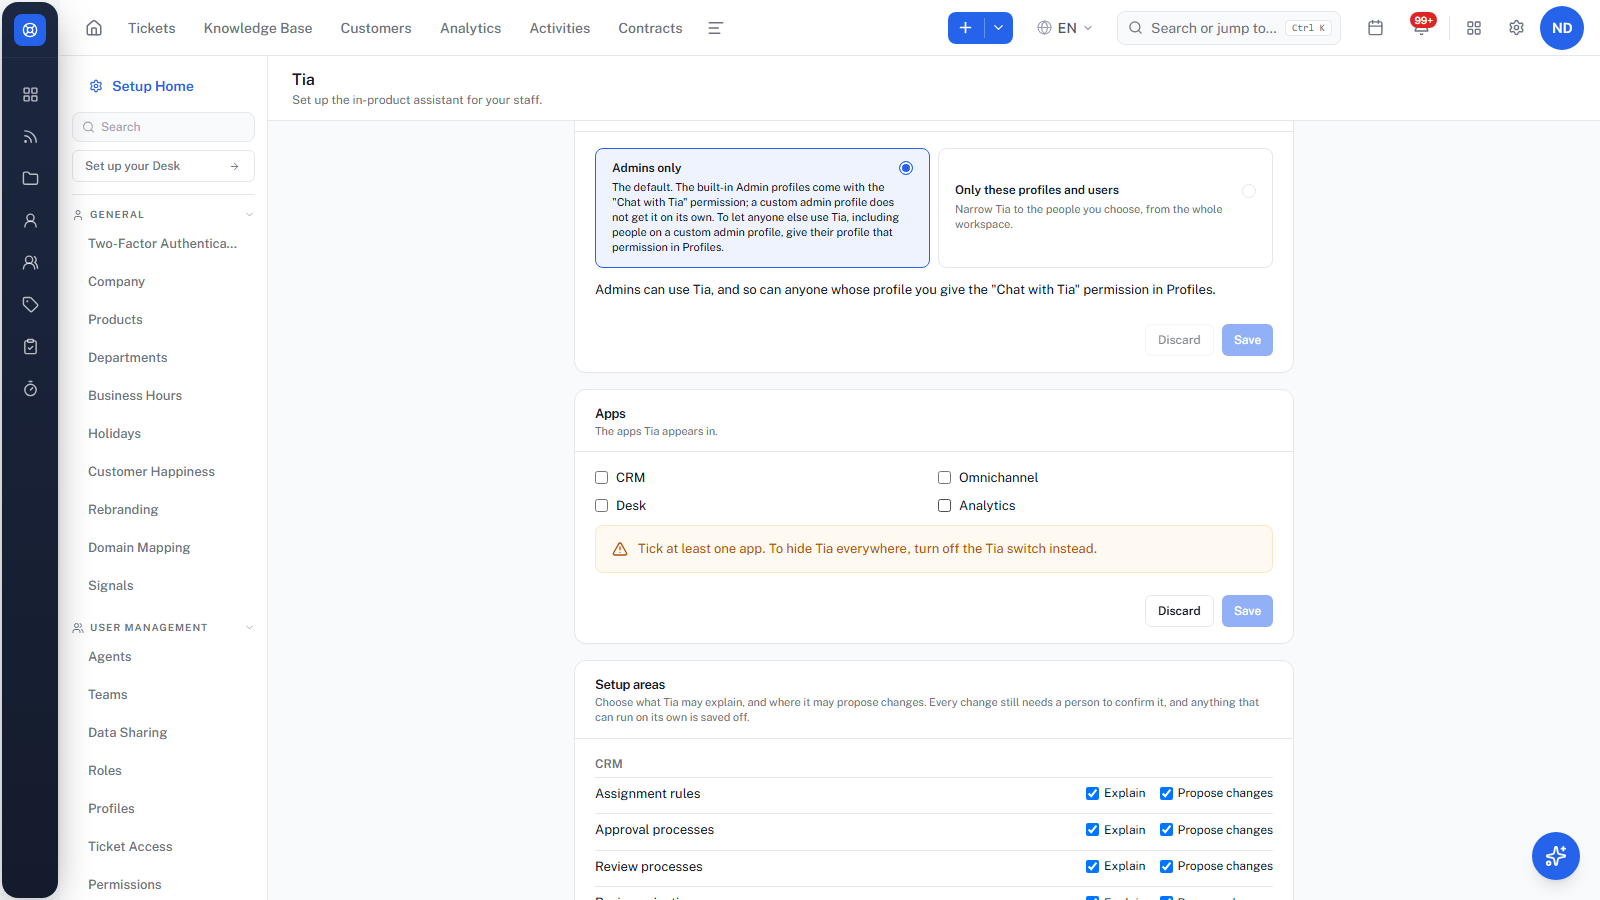 Tickets
Knowledge Base
Customers
Analytics
Activities
Contracts
EN
Search or jump to...
Ctrl K
99+
ND
Setup Home
Search
Set up your Desk
GENERAL
Two-Factor Authentica...
Company
Products
Departments
Business Hours
Holidays
Customer Happiness
Rebranding
Domain Mapping
Signals
USER MANAGEMENT
Agents
Teams
Data Sharing
Roles
Profiles
Ticket Access
Permissions
Tia
Set up the in-product assistant for your staff.
Admins only
The default. The built-in Admin profiles come with the
"Chat with Tia" permission; a custom admin profile does
not get it on its own. To let anyone else use Tia, including
people on a custom admin profile, give their profile that
permission in Profiles.
Only these profiles and users
Narrow Tia to the people you choose, from the whole
workspace.
Admins can use Tia, and so can anyone whose profile you give the "Chat with Tia" permission in Profiles.
Discard
Save
Apps
The apps Tia appears in.
CRM
Omnichannel
Desk
Analytics
Tick at least one app. To hide Tia everywhere, turn off the Tia switch instead.
Discard
Save
Setup areas
Choose what Tia may explain, and where it may propose changes. Every change still needs a person to confirm it, and anything that
can run on its own is saved off.
CRM
Assignment rules
Explain
Propose changes
Approval processes
Explain
Propose changes
Review processes
Explain
Propose changes